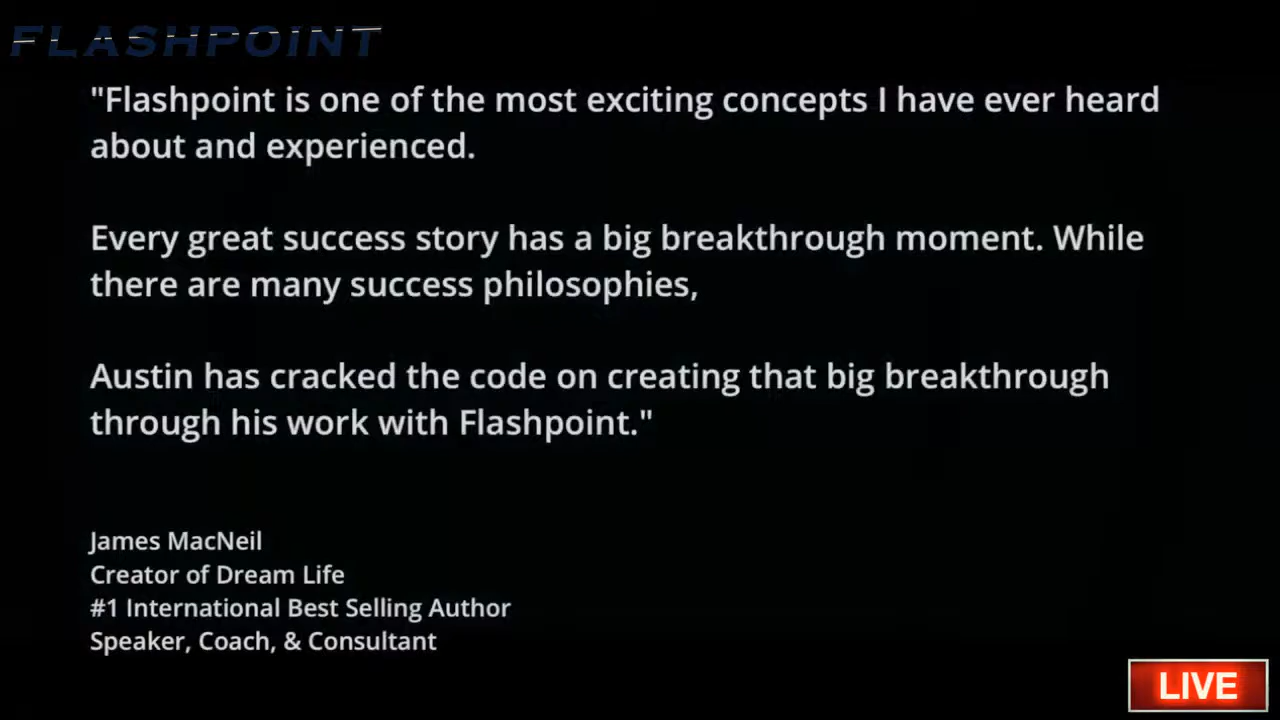 FLASHPOINT
"Flashpoint is one of the most exciting concepts I have ever heard
about and experienced.
Every great success story has a big breakthrough moment. While
there are many success philosophies,
Austin has cracked the code on creating that big breakthrough
through his work with Flashpoint."
James MacNeil
Creator of Dream Life
#1 International Best Selling Author
Speaker, Coach, & Consultant
LIVE